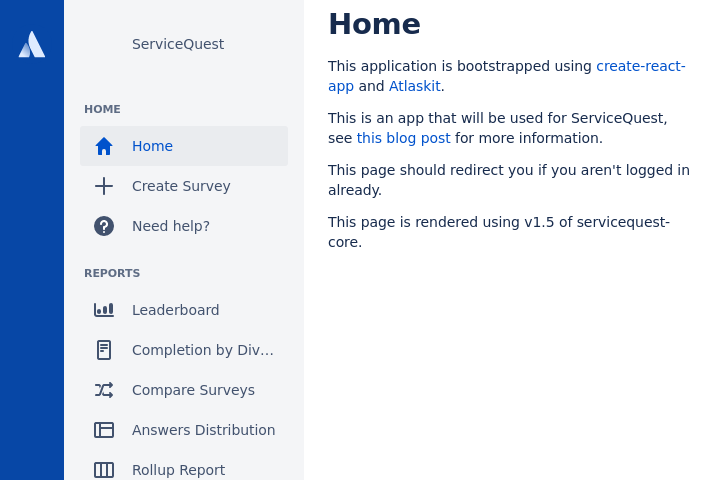 ServiceQuest
HOME
Home
Create Survey
Need help?
REPORTS
Leaderboard
Completion by Div...
Compare Surveys
Answers Distribution
Rollup Report
Home
This application is bootstrapped using create-react-
app and Atlaskit.
This is an app that will be used for ServiceQuest,
see this blog post for more information.
This page should redirect you if you aren't logged in
already.
This page is rendered using v1.5 of servicequest-
core.